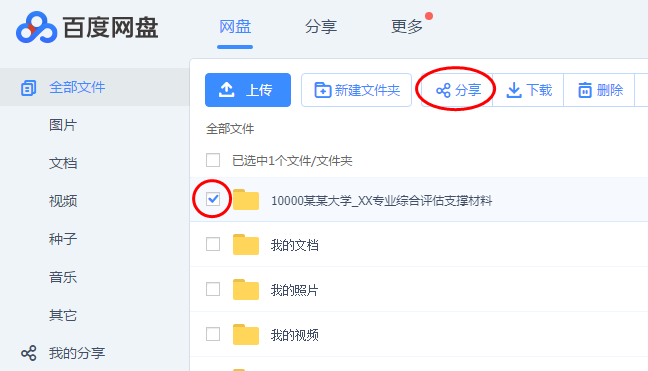 百度网盘
网盘 分享 更多
全部文件
图片
文档
视频
种子
音乐
其它
我的分享
上传 新建文件夹 分享 下载 删除
全部文件
已选中1个文件/文件夹
10000某某大学_XX专业综合评估支撑材料
我的文档
我的照片
我的视频